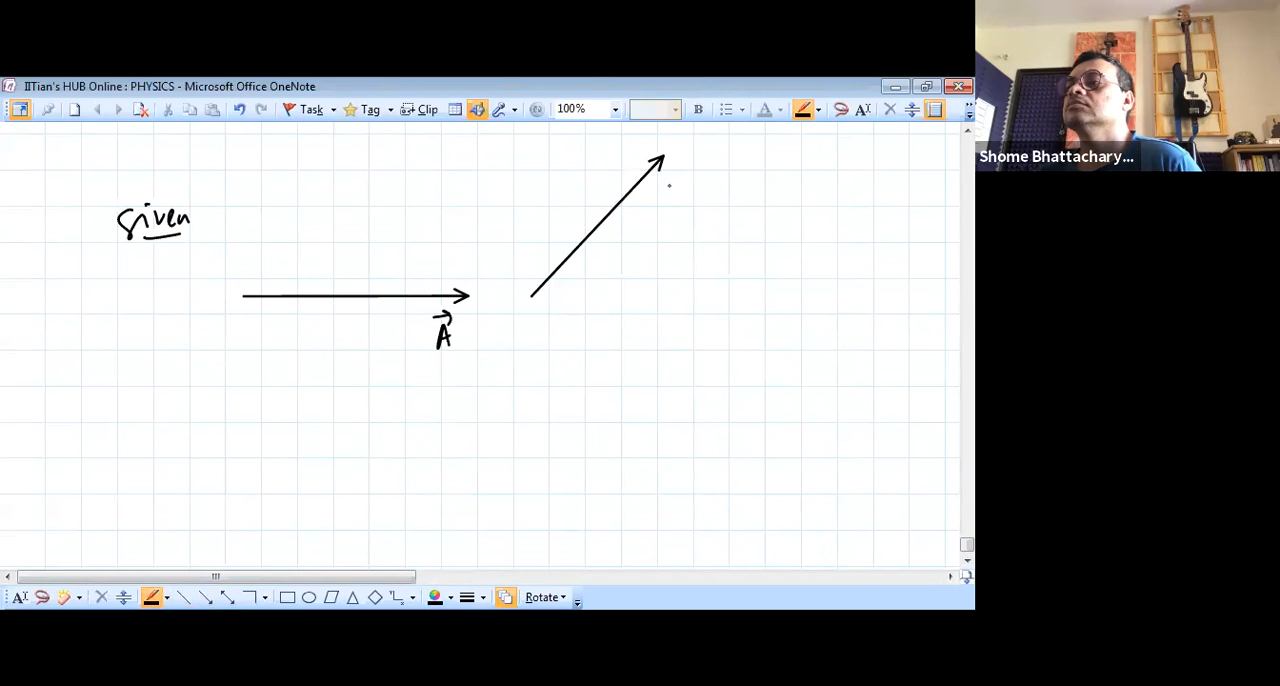 IITian's HUB Online : PHYSICS - Microsoft Office OneNote
Task Tag Clip 100% B A A
Given
A
A Rotate
Shome Bhattachary...